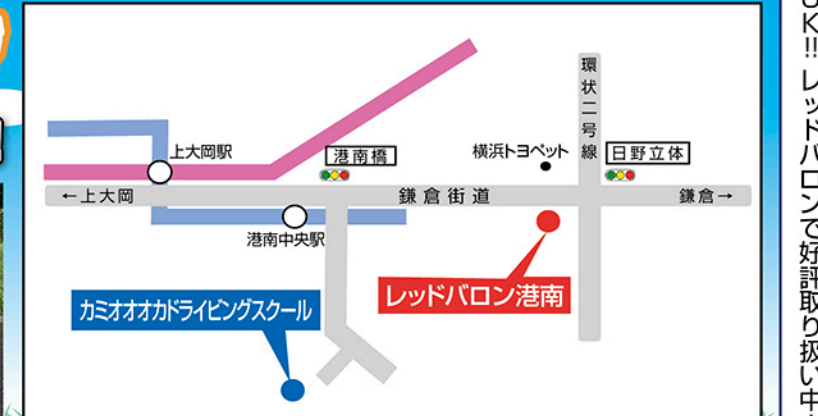 上大岡駅
港南橋
横浜トヨペット
環状二号線
日野立体
←上大岡
鎌倉街道
鎌倉→
港南中央駅
カミオオオカドライビングスクール
レッドバロン港南
K!!レッドバロンで好評取り扱い中